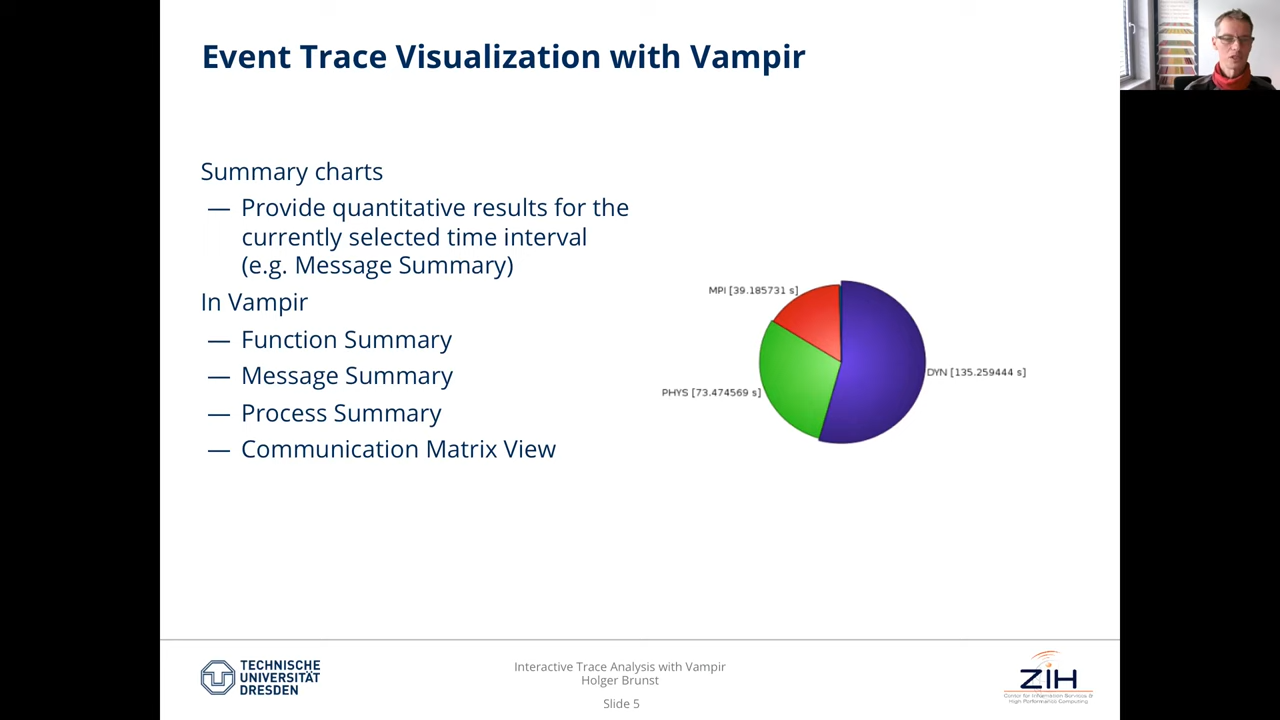 Event Trace Visualization with Vampir
Summary charts
— Provide quantitative results for the
currently selected time interval
(e.g. Message Summary)
In Vampir
— Function Summary
— Message Summary
— Process Summary
— Communication Matrix View
MPI [39.185731 s]
DYN [135.259444 s]
PHYS [73.474569 s]
TECHNISCHE
UNIVERSITÄT
DRESDEN
Interactive Trace Analysis with Vampir
Holger Brunst
Slide 5
ZIH
Center for Information Services &
High Performance Computing